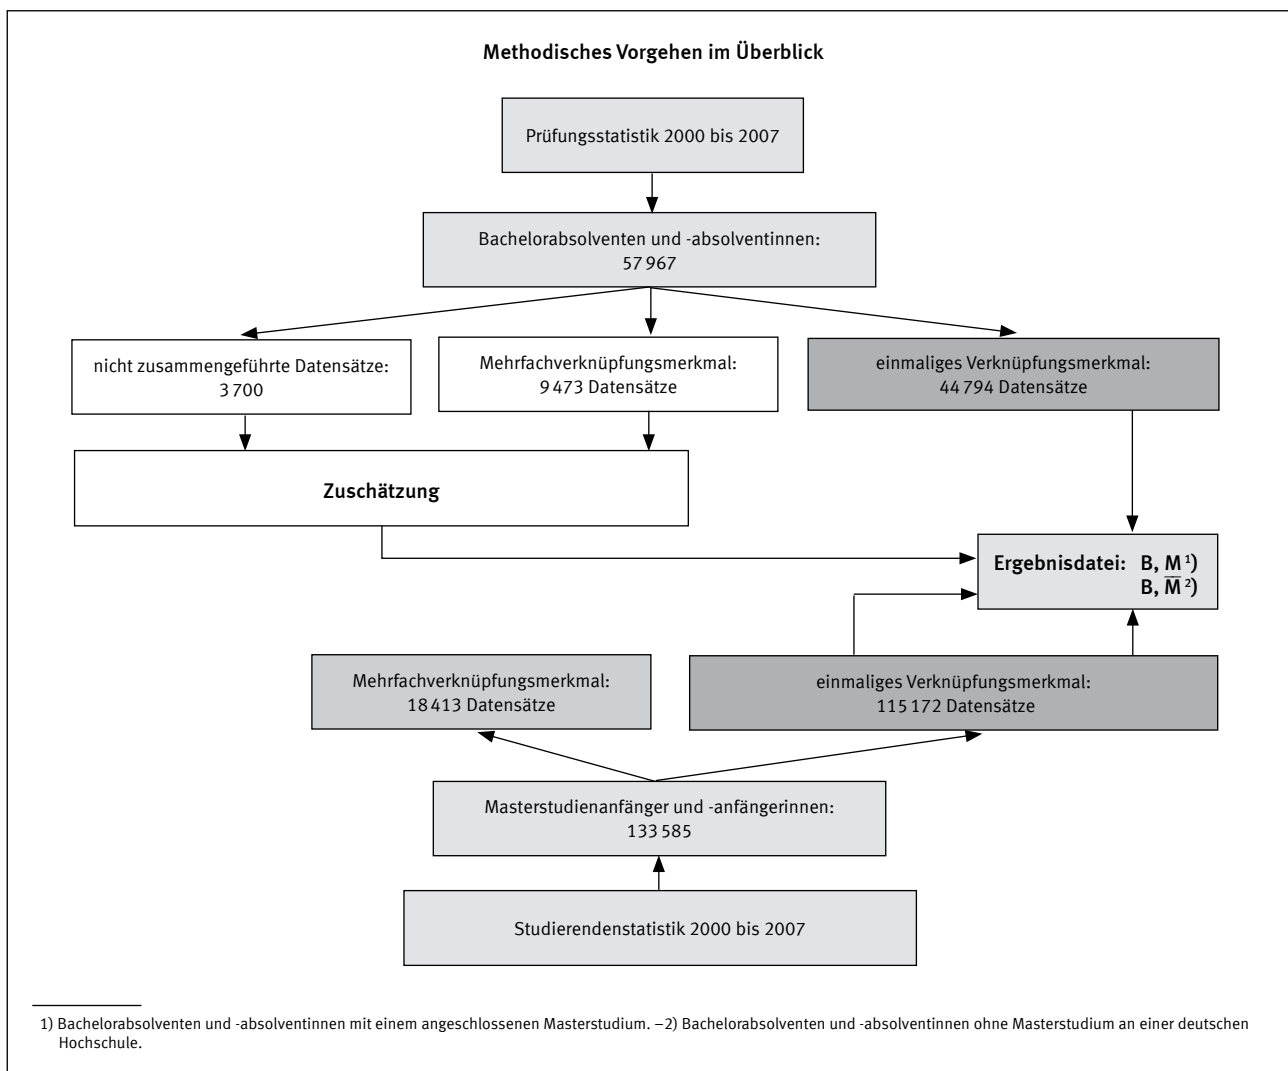 Methodisches Vorgehen im Überblick
Prüfungsstatistik 2000 bis 2007
Bachelorabsolventen und -absolventinnen:
57 967
nicht zusammengeführte Datensätze:
3 700
Mehrfachverknüpfungsmerkmal:
9 473 Datensätze
einmaliges Verknüpfungsmerkmal:
44 794 Datensätze
Zuschätzung
Ergebnisdatei: B, M ¹)
B, M̅ ²)
Mehrfachverknüpfungsmerkmal:
18 413 Datensätze
einmaliges Verknüpfungsmerkmal:
115 172 Datensätze
Masterstudienanfänger und -anfängerinnen:
133 585
Studierendenstatistik 2000 bis 2007
1) Bachelorabsolventen und -absolventinnen mit einem angeschlossenen Masterstudium. –2) Bachelorabsolventen und -absolventinnen ohne Masterstudium an einer deutschen
Hochschule.